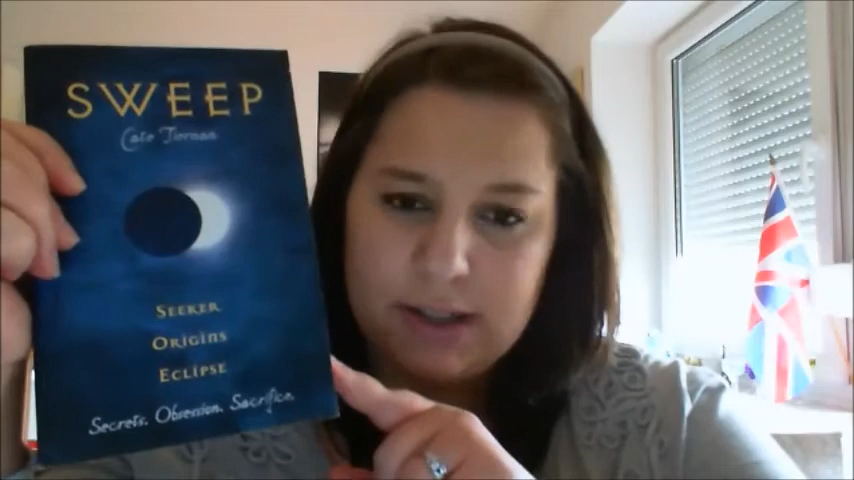 SWEEP
Cate Tiernan
SEEKER
ORIGINS
ECLIPSE
Secrets. Obsession. Sacrifice.